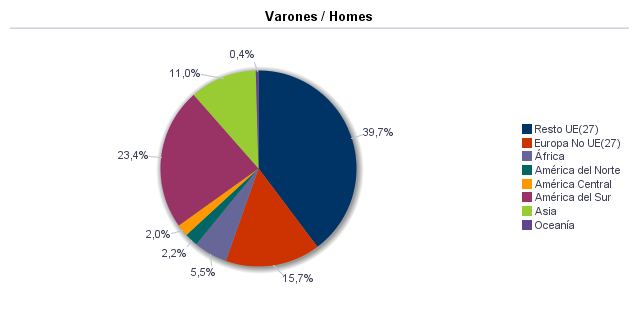 Varones / Homes
0,4%
11,0%
39,7%
23,4%
2,0%
2,2%
5,5%
15,7%
Resto UE(27)
Europa No UE(27)
África
América del Norte
América Central
América del Sur
Asia
Oceanía